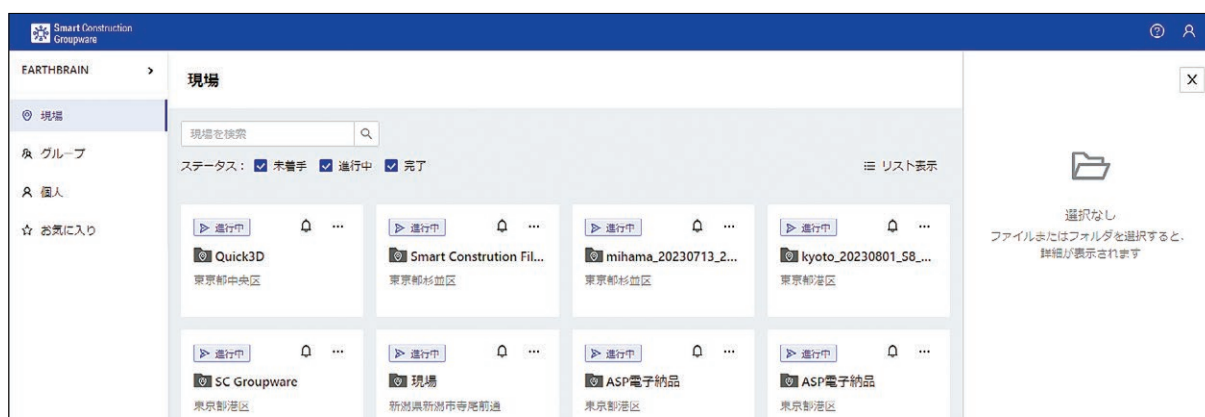 Smart Construction
Groupware
EARTHBRAIN
現場
グループ
個人
お気に入り
現場
現場を検索
ステータス： 未着手 進行中 完了
リスト表示
進行中
Quick3D
東京都中央区
進行中
Smart Constrution Fil...
東京都杉並区
進行中
mihama_20230713_2...
東京都杉並区
進行中
kyoto_20230801_S8_...
東京都港区
進行中
SC Groupware
東京都港区
進行中
現場
新潟県新潟市寺尾前通
進行中
ASP電子納品
東京都港区
進行中
ASP電子納品
東京都港区
X
選択なし
ファイルまたはフォルダを選択すると、
詳細が表示されます